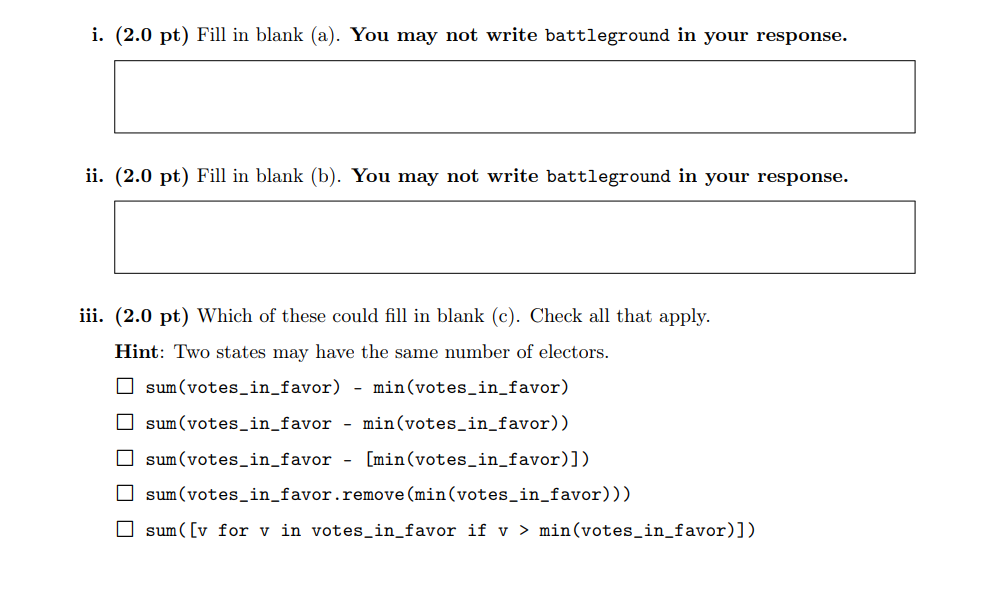 i. (2.0 pt) Fill in blank (a). You may not write battleground in your response.
ii. (2.0 pt) Fill in blank (b). You may not write battleground in your response.
iii. (2.0 pt) Which of these could fill in blank (c). Check all that apply.
Hint: Two states may have the same number of electors.
☐ sum(votes_in_favor) - min(votes_in_favor)
☐ sum(votes_in_favor - min(votes_in_favor))
☐ sum(votes_in_favor - [min(votes_in_favor)])
☐ sum(votes_in_favor.remove(min(votes_in_favor)))
☐ sum([v for v in votes_in_favor if v > min(votes_in_favor)])